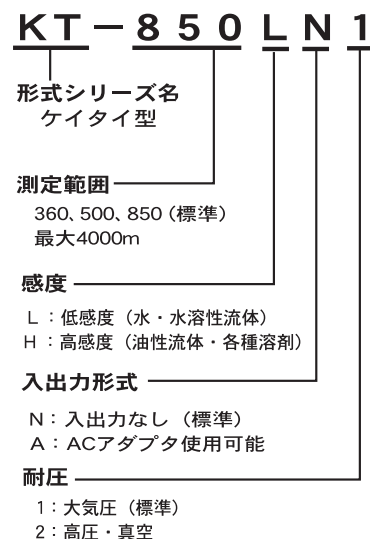 KT－850LN1
形式シリーズ名
ケイタイ型
測定範囲
360、500、850（標準）
最大4000m
感度
L：低感度（水・水溶性流体）
H：高感度（油性流体・各種溶剤）
入出力形式
N：入出力なし（標準）
A：ACアダプタ使用可能
耐圧
1：大気圧（標準）
2：高圧・真空